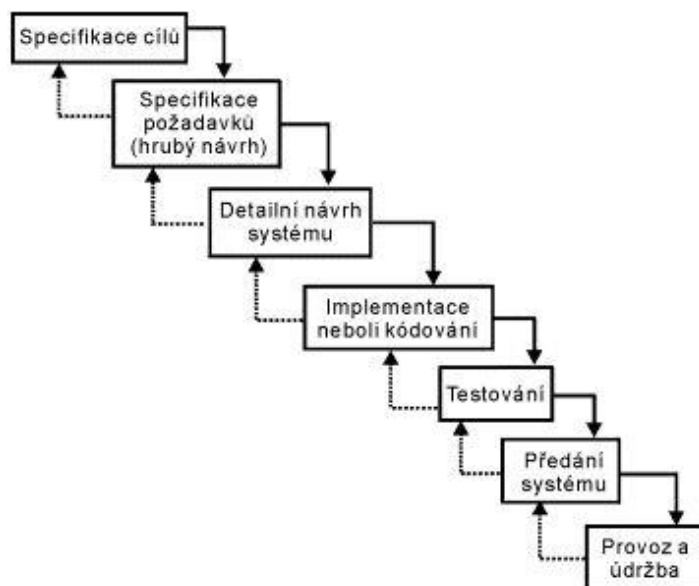 Specifikace cílů
Specifikace
požadavků
(hrubý návrh)
Detailní návrh
systému
Implementace
neboli kódování
Testování
Předání
systému
Provoz a
údržba